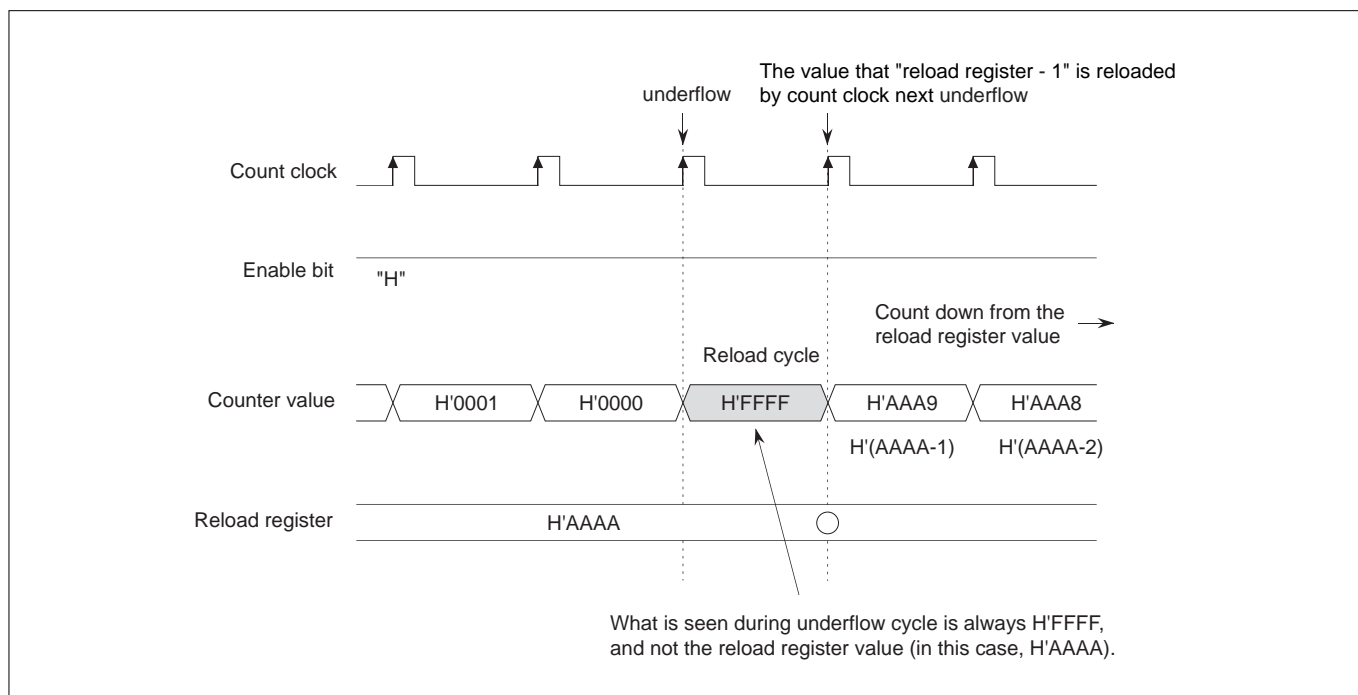 The value that "reload register - 1" is reloaded
by count clock next underflow
underflow
Count clock
Enable bit
"H"
Count down from the
reload register value
Reload cycle
Counter value
H'0001
H'0000
H'FFFF
H'AAA9
H'AAA8
H'(AAAA-1)
H'(AAAA-2)
Reload register
H'AAAA
What is seen during underflow cycle is always H'FFFF,
and not the reload register value (in this case, H'AAAA).